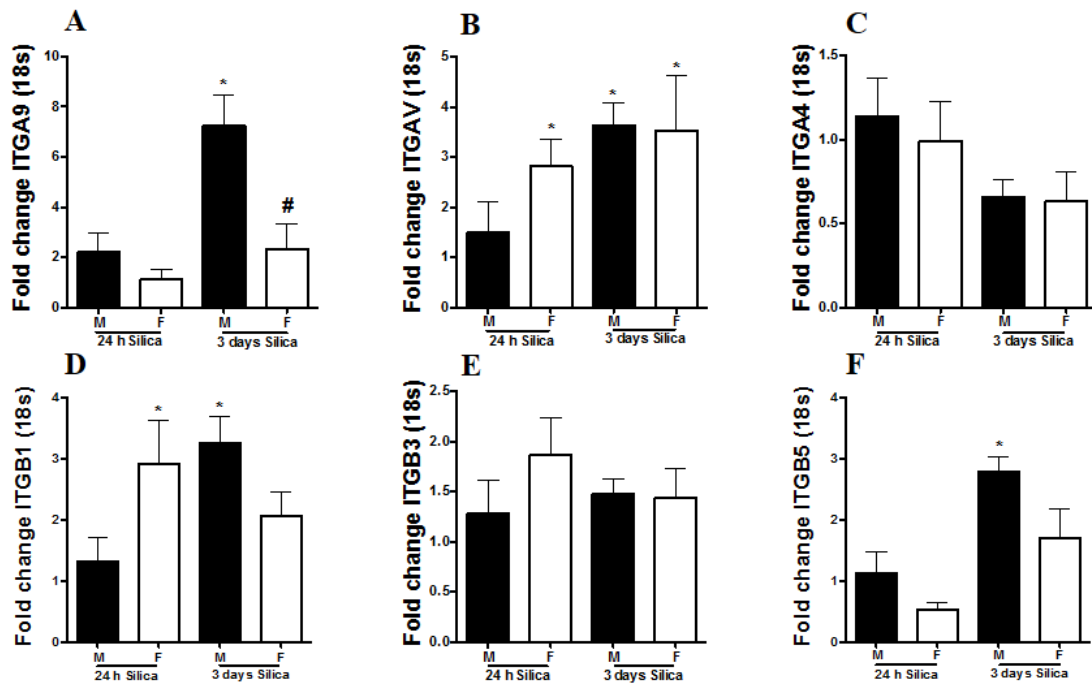 A
Fold change ITGA9 (18s)
10
8
6
4
2
0
*
#
M F M F
24 h Silica 3 days Silica
B
Fold change ITGAV (18s)
5
4
3
2
1
0
* * *
M F M F
24 h Silica 3 days Silica
C
Fold change ITGA4 (18s)
1.5
1.0
0.5
0.0
M F M F
24 h Silica 3 days Silica
D
Fold change ITGB1 (18s)
4
3
2
1
0
* *
M F M F
24 h Silica 3 days Silica
E
Fold change ITGB3 (18s)
2.5
2.0
1.5
1.0
0.5
0.0
M F M F
24 h Silica 3 days Silica
F
Fold change ITGB5 (18s)
4
3
2
1
0
*
M F M F
24 h Silica 3 days Silica